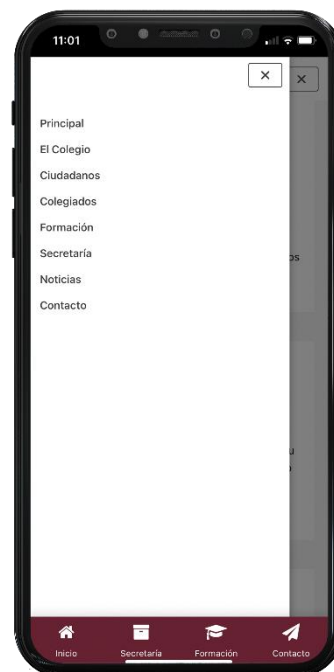 11:01
Principal
El Colegio
Ciudadanos
Colegiados
Formación
Secretaría
Noticias
Contacto
Inicio
Secretaría
Formación
Contacto